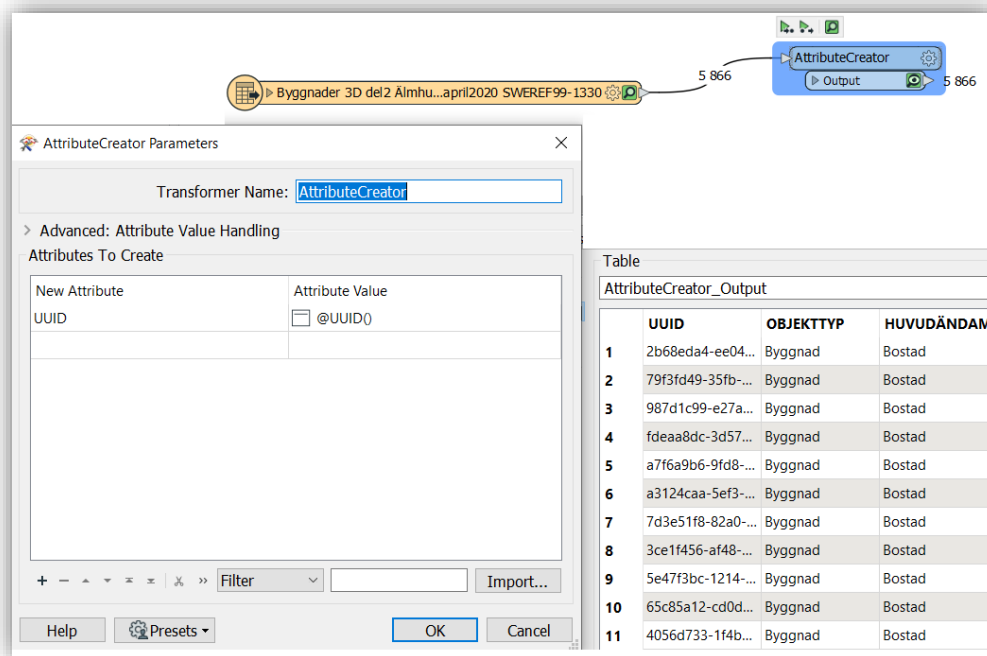 AttributeCreator
Output
5 866
5 866
Byggnader 3D del2 Älmhu...april2020 SWEREF99-1330
AttributeCreator Parameters
Transformer Name: AttributeCreator
Advanced: Attribute Value Handling
Attributes To Create
New Attribute Attribute Value
UUID @UUID()
Filter Import...
Help Presets OK Cancel
Table
AttributeCreator_Output
UUID OBJEKTTYP HUVUDÄNDAM
1 2b68eda4-ee04... Byggnad Bostad
2 79f3fd49-35fb-... Byggnad Bostad
3 987d1c99-e27a... Byggnad Bostad
4 fdeaa8dc-3d57... Byggnad Bostad
5 a7f6a9b6-9fd8-... Byggnad Bostad
6 a3124caa-5ef3-... Byggnad Bostad
7 7d3e51f8-82a0-... Byggnad Bostad
8 3ce1f456-af48-... Byggnad Bostad
9 5e47f3bc-1214-... Byggnad Bostad
10 65c85a12-cd0d... Byggnad Bostad
11 4056d733-1f4b... Byggnad Bostad